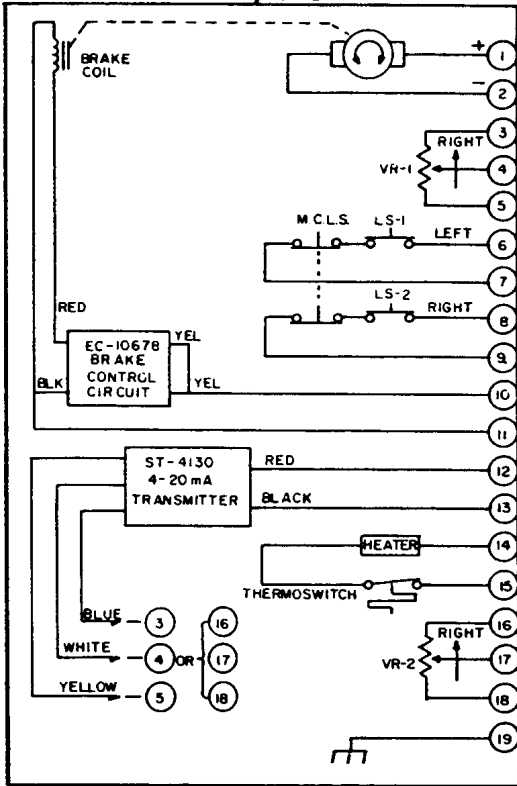 BRAKE
COIL
+
1
−
2
3
RIGHT
VR-1
4
5
M.C.L.S.
LS-1
LEFT
6
7
LS-2
RIGHT
8
9
RED
EC-10678
BRAKE
CONTROL
CIRCUIT
YEL
BLK
YEL
10
11
ST-4130
4-20 mA
TRANSMITTER
RED
12
BLACK
13
HEATER
14
THERMOSWITCH
15
BLUE
3
16
WHITE
4
OR
17
YELLOW
5
18
16
RIGHT
VR-2
17
18
19